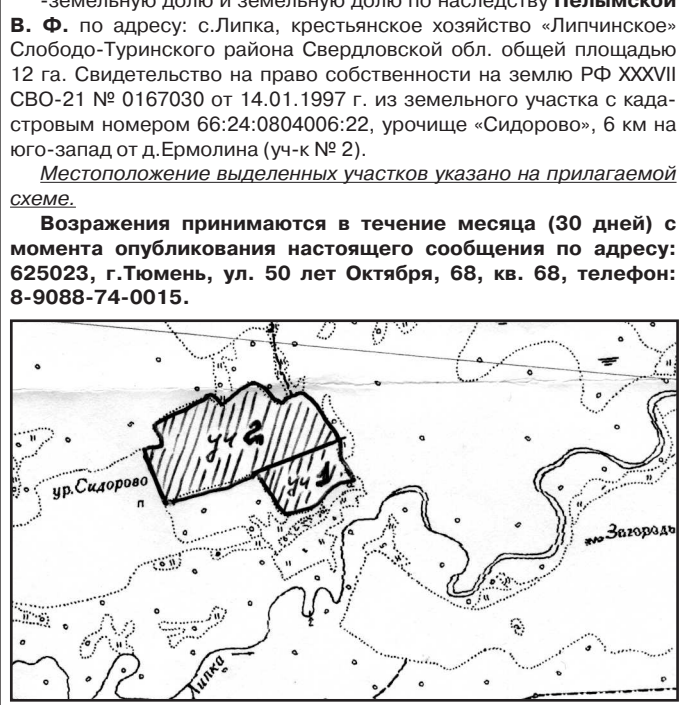 -земельную долю и земельную долю по наследству Пелымской
В. Ф. по адресу: с.Липка, крестьянское хозяйство «Липчинское»
Слободо-Туринского района Свердловской обл. общей площадью
12 га. Свидетельство на право собственности на землю РФ XXXVII
СВО-21 № 0167030 от 14.01.1997 г. из земельного участка с када-
стровым номером 66:24:0804006:22, урочище «Сидорово», 6 км на
юго-запад от д.Ермолина (уч-к № 2).
Местоположение выделенных участков указано на прилагаемой
схеме.
Возражения принимаются в течение месяца (30 дней) с
момента опубликования настоящего сообщения по адресу:
625023, г.Тюмень, ул. 50 лет Октября, 68, кв. 68, телефон:
8-9088-74-0015.
уч 2
уч 1
ур.Сидорово
п
Загородь
Липка